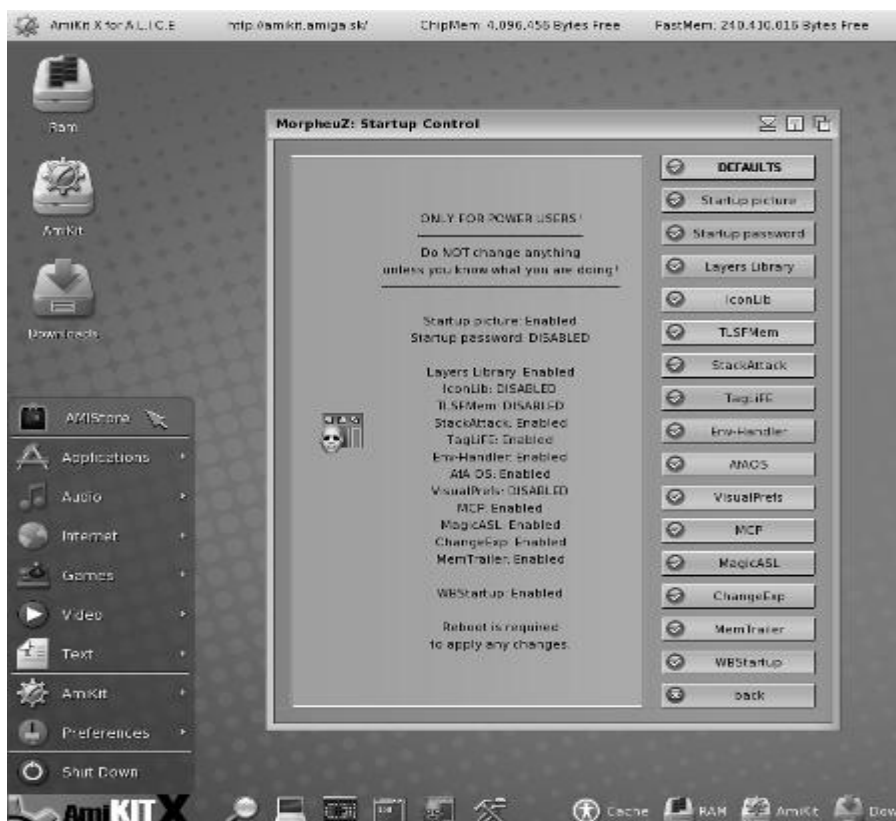 AmiKit X for A.L.I.C.E
http://amikit.amiga.sk/
ChipMem: 4,096,456 Bytes Free
FastMem: 240,410,016 Bytes Free
Ram
AmiKit
Downloads
MorpheuZ: Startup Control
ONLY FOR POWER USERS!
Do NOT change anything
unless you know what you are doing!
Startup picture: Enabled
Startup password: DISABLED
Layers Library: Enabled
IconLib: DISABLED
TLSFMem: DISABLED
StackAttack: Enabled
TagLiFE: Enabled
Env-Handler: Enabled
AfA OS: Enabled
VisualPrefs: DISABLED
MCP: Enabled
MagicASL: Enabled
ChangeExp: Enabled
MemTrailer: Enabled
WBStartup: Enabled
Reboot is required
to apply any changes.
DEFAULTS
Startup picture
Startup password
Layers Library
IconLib
TLSFMem
StackAttack
TagLiFE
Env-Handler
AfAOS
VisualPrefs
MCP
MagicASL
ChangeExp
MemTrailer
WBStartup
back
AMIStore
Applications
Audio
Internet
Games
Video
Text
AmiKit
Preferences
Shut Down
AmiKIT X
Cache
RAM
AmiKit
Dow